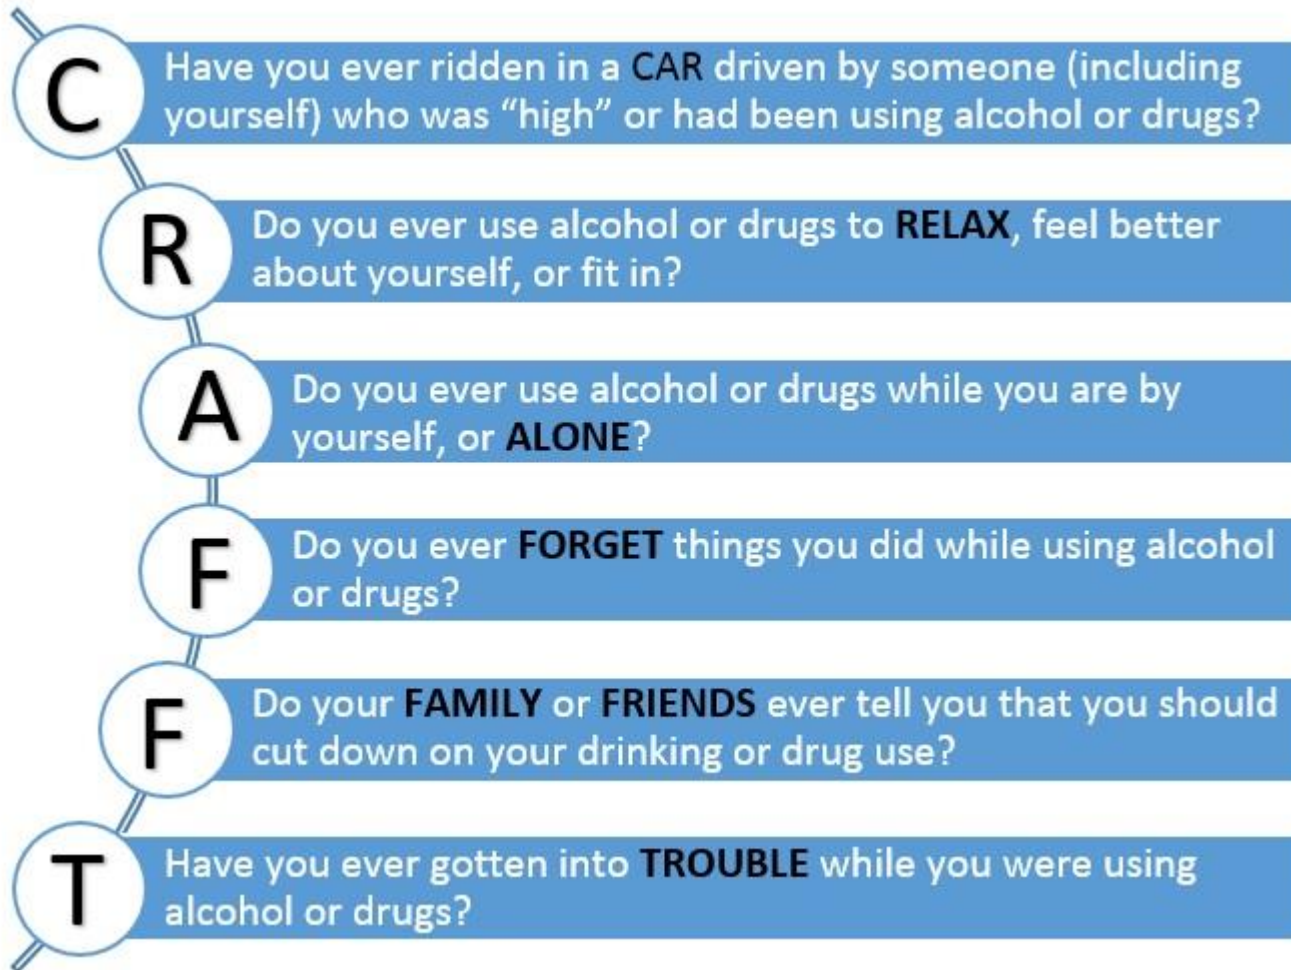 C
Have you ever ridden in a CAR driven by someone (including
yourself) who was “high” or had been using alcohol or drugs?
R
Do you ever use alcohol or drugs to RELAX, feel better
about yourself, or fit in?
A
Do you ever use alcohol or drugs while you are by
yourself, or ALONE?
F
Do you ever FORGET things you did while using alcohol
or drugs?
F
Do your FAMILY or FRIENDS ever tell you that you should
cut down on your drinking or drug use?
T
Have you ever gotten into TROUBLE while you were using
alcohol or drugs?